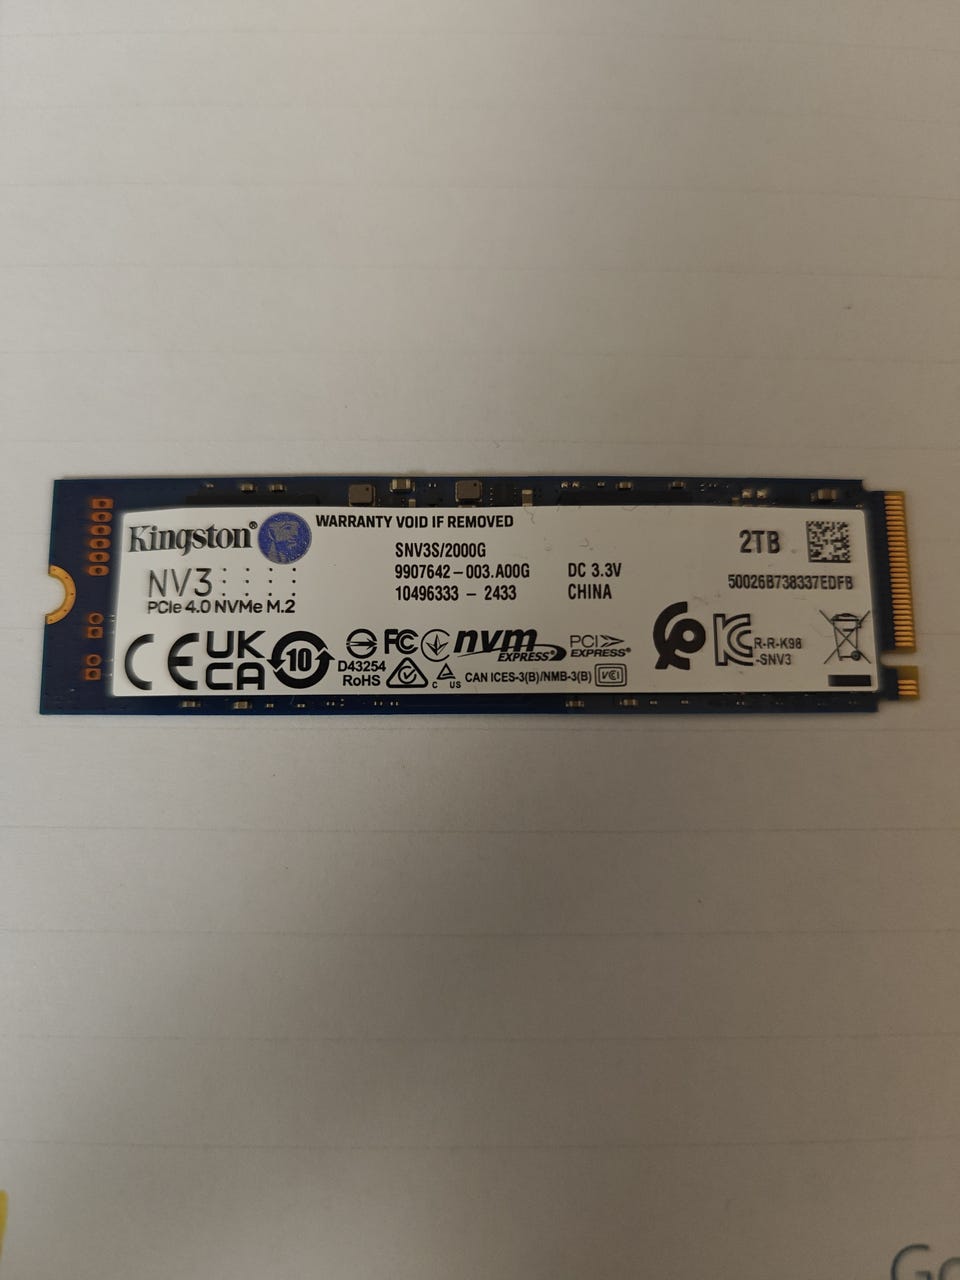 Kingston®
WARRANTY VOID IF REMOVED
NV3
PCIe 4.0 NVMe M.2
SNV3S/2000G
9907642-003.A00G
10496333 - 2433
DC 3.3V
CHINA
2TB
50026B738337EDFB
CE
UK
CA
10
D43254
RoHS
FC
nvm
EXPRESS
PCI
EXPRESS®
C US
CAN ICES-3(B)/NMB-3(B)
VCI
R-R-K98
-SNV3